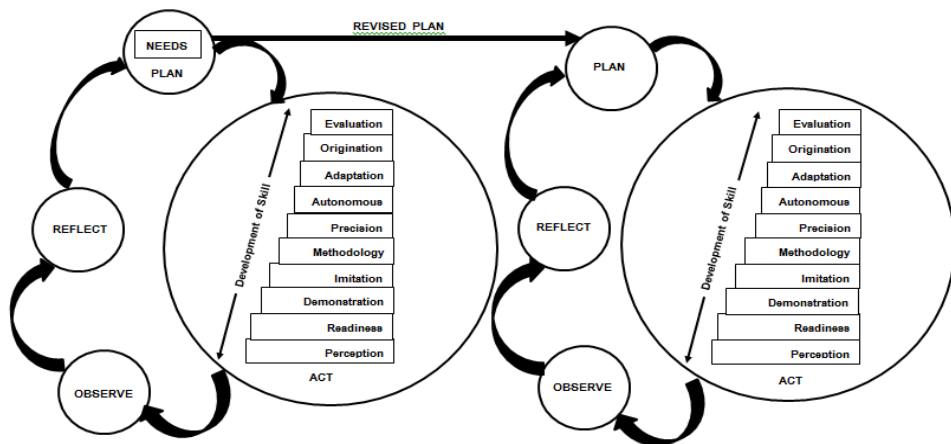 REVISED PLAN
NEEDS
PLAN
Evaluation
Origination
Adaptation
Autonomous
Precision
Methodology
Imitation
Demonstration
Readiness
Perception
Development of Skill
ACT
REFLECT
OBSERVE
PLAN
Evaluation
Origination
Adaptation
Autonomous
Precision
Methodology
Imitation
Demonstration
Readiness
Perception
Development of Skill
ACT
REFLECT
OBSERVE